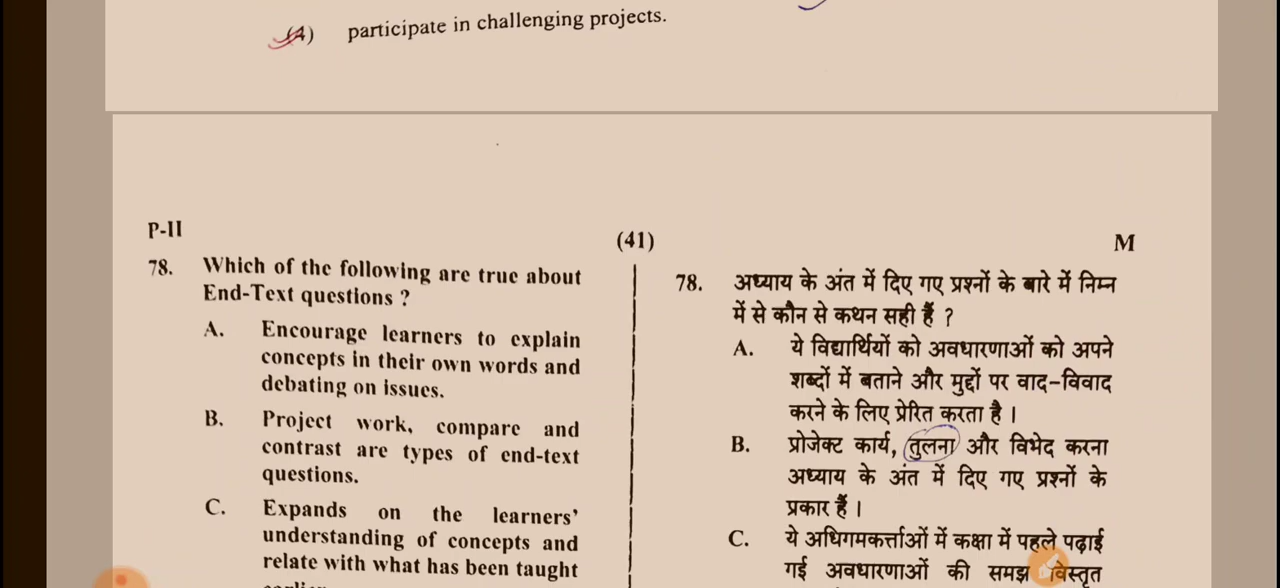 (4) participate in challenging projects.
P-II
(41)
M
78. Which of the following are true about
End-Text questions ?
A. Encourage learners to explain
concepts in their own words and
debating on issues.
B. Project work, compare and
contrast are types of end-text
questions.
C. Expands on the learners'
understanding of concepts and
relate with what has been taught
78. अध्याय के अंत में दिए गए प्रश्नों के बारे में निम्न
में से कौन से कथन सही हैं ?
A. ये विद्यार्थियों को अवधारणाओं को अपने
शब्दों में बताने और मुद्दों पर वाद-विवाद
करने के लिए प्रेरित करता है ।
B. प्रोजेक्ट कार्य, तुलना और विभेद करना
अध्याय के अंत में दिए गए प्रश्नों के
प्रकार हैं ।
C. ये अधिगमकर्त्ताओं में कक्षा में पहले पढ़ाई
गई अवधारणाओं की समझ विस्तृत